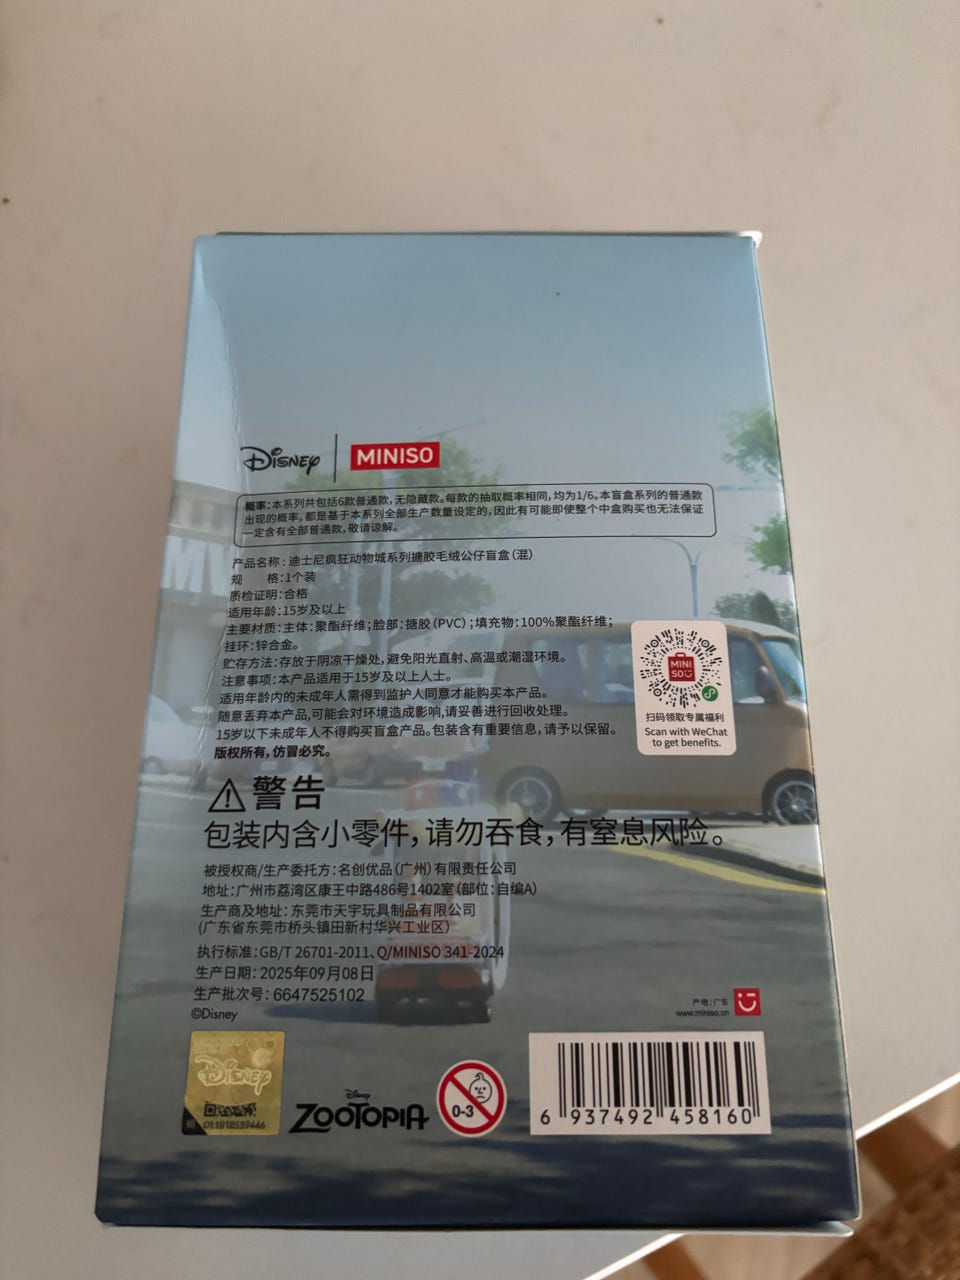 Disney
MINISO
概率：本系列共包括6款普通款，无隐藏款。每款的抽取概率相同，均为1/6。本盲盒系列的普通款
出现的概率，都是基于本系列全部生产数量设定的，因此有可能即使整个中盒购买也无法保证
一定含有全部普通款，敬请谅解。
产品名称：迪士尼疯狂动物城系列搪胶毛绒公仔盲盒（混）
规　　格：1个装
质检证明：合格
适用年龄：15岁及以上
主要材质：主体：聚酯纤维；脸部：搪胶（PVC）；填充物：100%聚酯纤维；
挂环：锌合金。
贮存方法：存放于阴凉干燥处，避免阳光直射、高温或潮湿环境。
注意事项：本产品适用于15岁及以上人士。
适用年龄内的未成年人需得到监护人同意才能购买本产品。
随意丢弃本产品，可能会对环境造成影响，请妥善进行回收处理。
15岁以下未成年人不得购买盲盒产品。包装含有重要信息，请予以保留。
版权所有，仿冒必究。
MINI
SO
扫码领取专属福利
Scan with WeChat
to get benefits.
警告
包装内含小零件，请勿吞食，有窒息风险。
被授权商/生产委托方：名创优品（广州）有限责任公司
地址：广州市荔湾区康王中路486号1402室（部位：自编A）
生产商及地址：东莞市天宇玩具制品有限公司
（广东省东莞市桥头镇田新村华兴工业区）
执行标准：GB/T 26701-2011、Q/MINISO 341-2024
生产日期：2025年09月08日
生产批次号：6647525102
©Disney
产地：广东
www.miniso.cn
Disney
011818539446
Disney
ZOOTOPIA
0-3
6 937492 458160